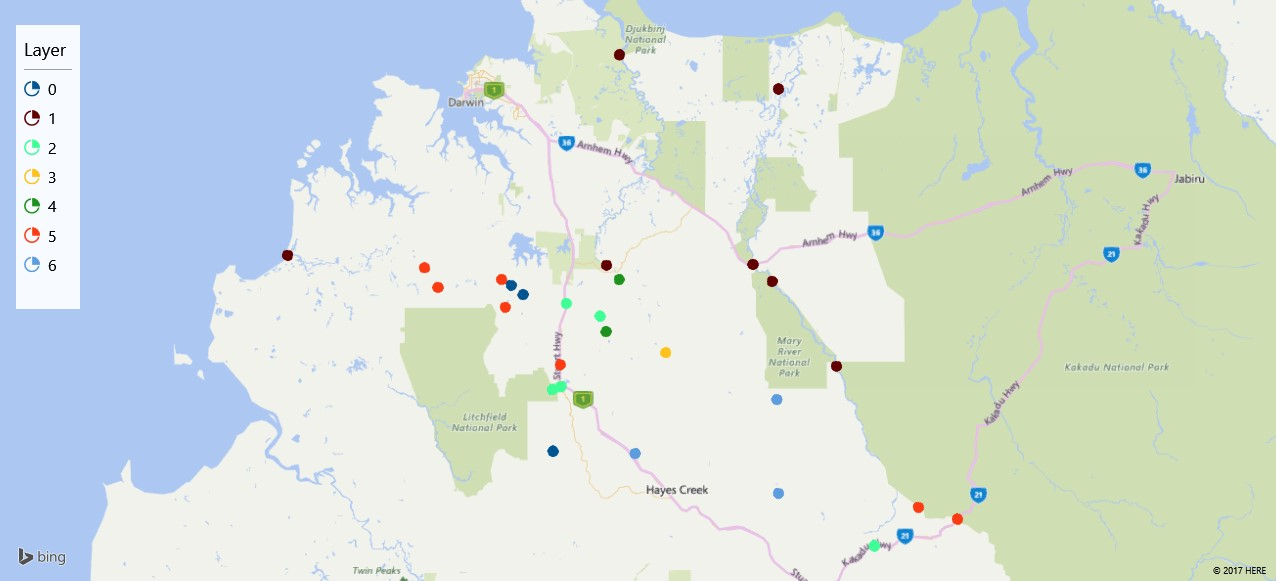 Layer
0
1
2
3
4
5
6
Djukbinj
National
Park
1
Darwin
36
Arnhem Hwy
36
Jabiru
Arnhem Hwy
Kakadu Hwy
Arnhem Hwy
36
21
Stuart Hwy
Mary
River
National
Park
Kakadu National Park
1
Kakadu Hwy
Litchfield
National Park
Hayes Creek
21
21
Kakadu Hwy
bing
Twin Peaks
© 2017 HERE